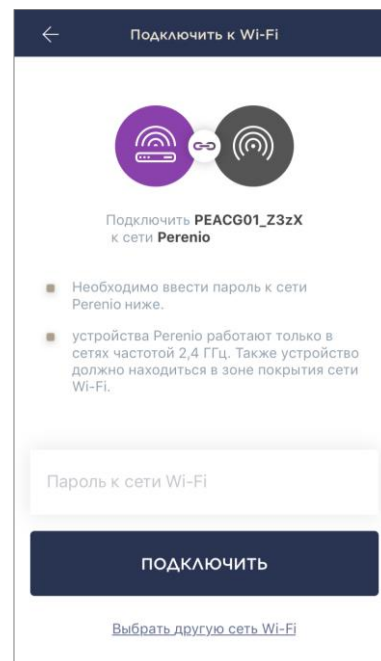 Подключить к Wi-Fi
Подключить PEACG01_Z3zX
к сети Perenio
Необходимо ввести пароль к сети
Perenio ниже.
устройства Perenio работают только в
сетях частотой 2,4 ГГц. Также устройство
должно находиться в зоне покрытия сети
Wi-Fi.
Пароль к сети Wi-Fi
ПОДКЛЮЧИТЬ
Выбрать другую сеть Wi-Fi